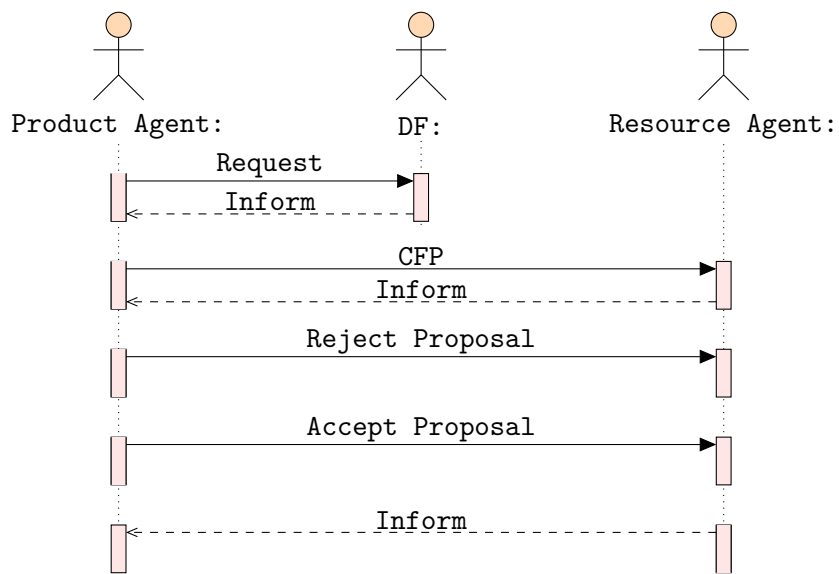 Product Agent:
DF:
Resource Agent:
Request
Inform
CFP
Inform
Reject Proposal
Accept Proposal
Inform